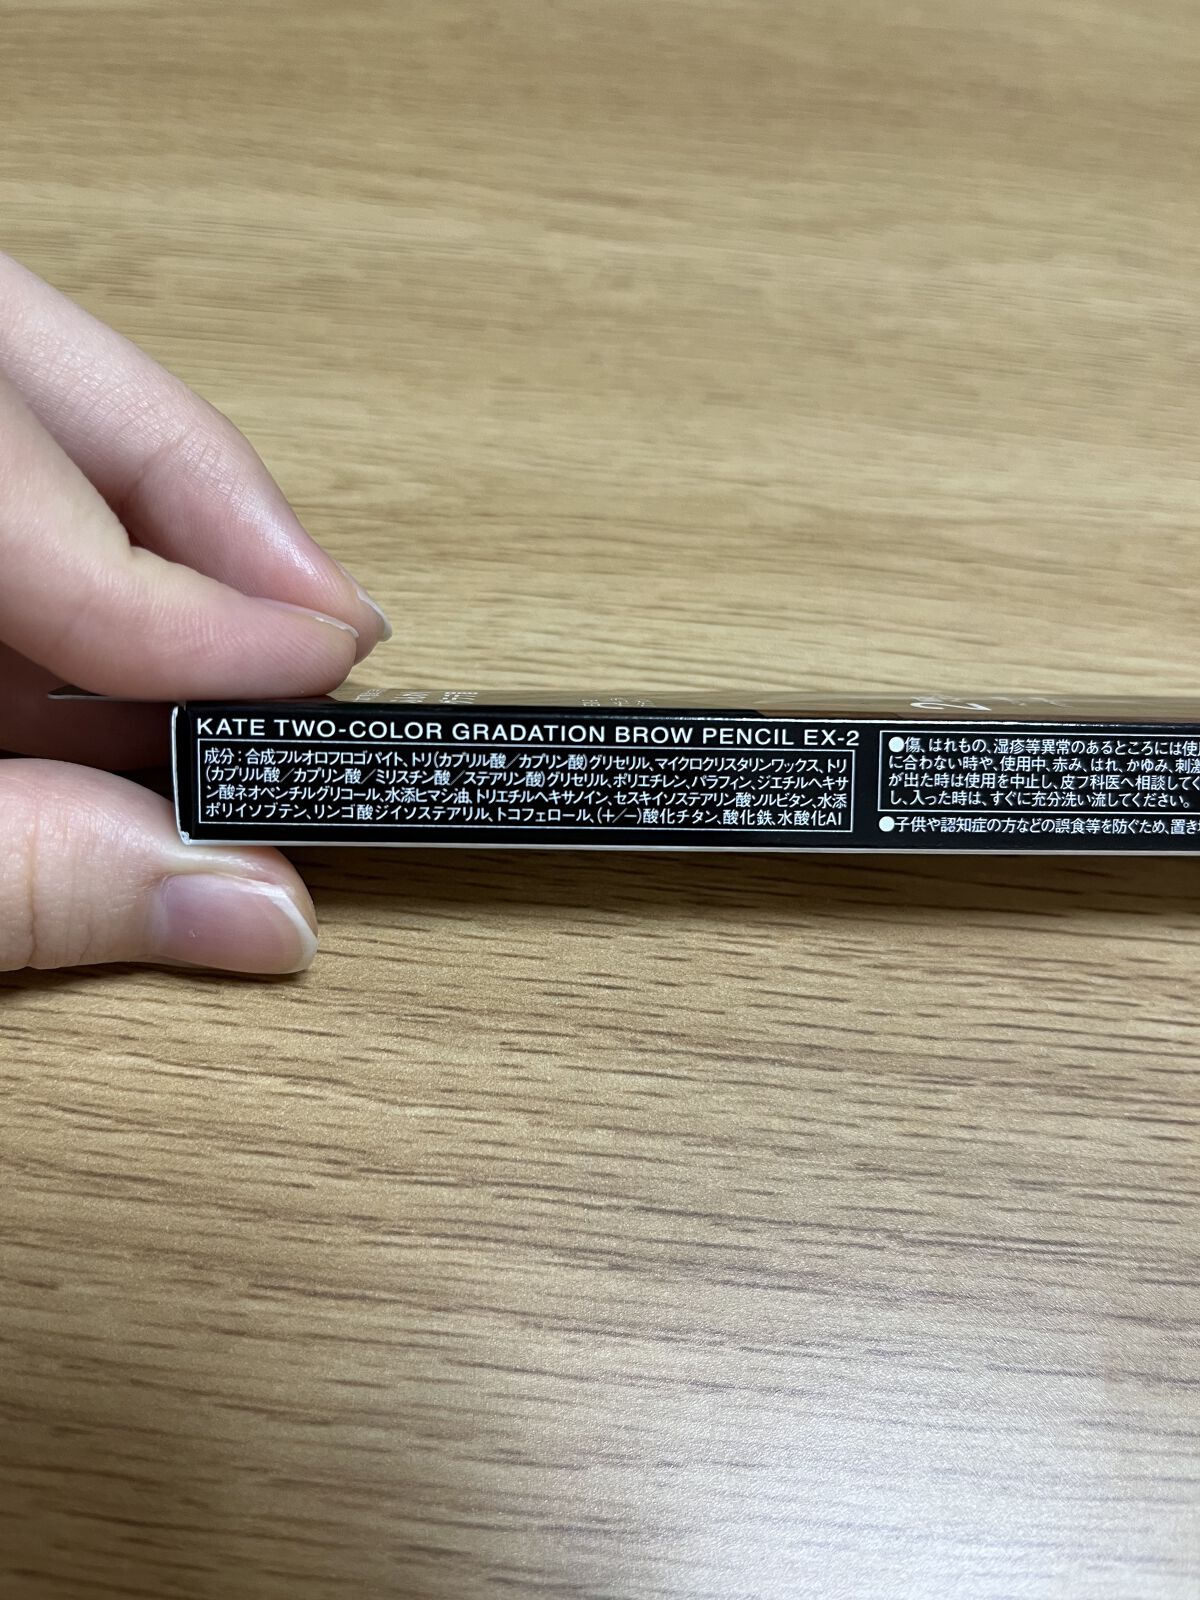 KATE TWO-COLOR GRADATION BROW PENCIL EX-2
成分：合成フルオロフロゴパイト、トリ(カプリル酸／カプリン酸)グリセリル、マイクロクリスタリンワックス、トリ
(カプリル酸／カプリン酸／ミリスチン酸／ステアリン酸)グリセリル、ポリエチレン、パラフィン、ジエチルヘキサ
ン酸ネオペンチルグリコール、水添ヒマシ油、トリエチルヘキサノイン、セスキイソステアリン酸ソルビタン、水添
ポリイソブテン、リンゴ酸ジイソステアリル、トコフェロール、(+/−)酸化チタン、酸化鉄、水酸化Al
●傷、はれもの、湿疹等異常のあるところには使
に合わない時や、使用中、赤み、はれ、かゆみ、刺激
が出た時は使用を中止し、皮フ科医へ相談して
し、入った時は、すぐに充分洗い流してください。
●子供や認知症の方などの誤食等を防ぐため、置き
2